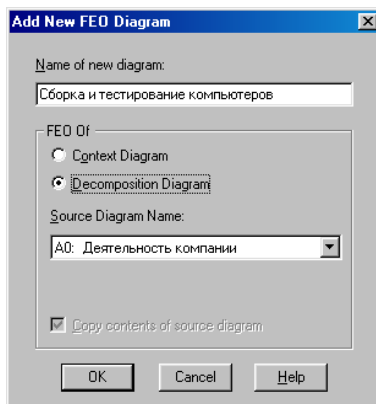 Add New FEO Diagram
Name of new diagram:
Сборка и тестирование компьютеров
FEO Of
Context Diagram
Decomposition Diagram
Source Diagram Name:
A0: Деятельность компании
Copy contents of source diagram
OK Cancel Help